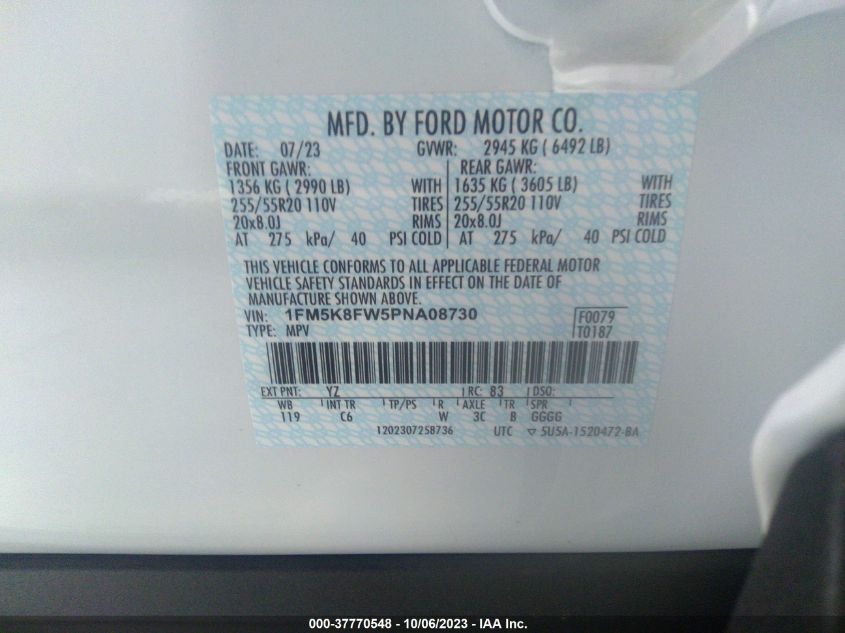 MFD. BY FORD MOTOR CO.
DATE: 07/23 GVWR: 2945 KG ( 6492 LB)
FRONT GAWR: REAR GAWR:
1356 KG ( 2990 LB) WITH 1635 KG ( 3605 LB) WITH
255/55R20 110V TIRES 255/55R20 110V TIRES
20x8.0J RIMS 20x8.0J RIMS
AT 275 kPa/ 40 PSI COLD AT 275 kPa/ 40 PSI COLD
THIS VEHICLE CONFORMS TO ALL APPLICABLE FEDERAL MOTOR
VEHICLE SAFETY STANDARDS IN EFFECT ON THE DATE OF
MANUFACTURE SHOWN ABOVE.
VIN: 1FM5K8FW5PNA08730 F0079
TYPE: MPV T0187
EXT PNT: YZ RC: 83 DSO:
WB INT TR TP/PS R AXLE TR SPR
119 C6 W 3C B GGGG
1202307258736 UTC ▽ 5U5A-1520472-BA
000-37770548 - 10/06/2023 - IAA Inc.